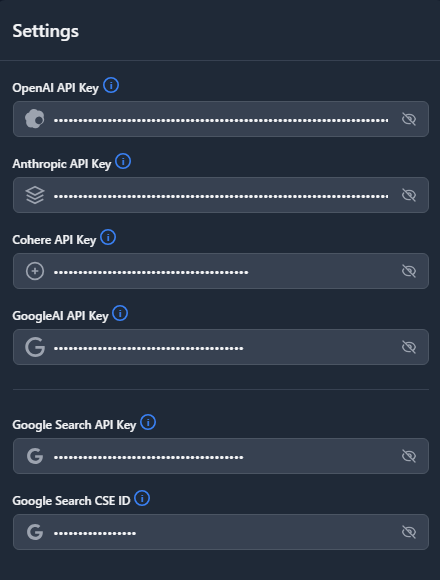 Settings
OpenAI API Key
Anthropic API Key
Cohere API Key
GoogleAI API Key
Google Search API Key
Google Search CSE ID